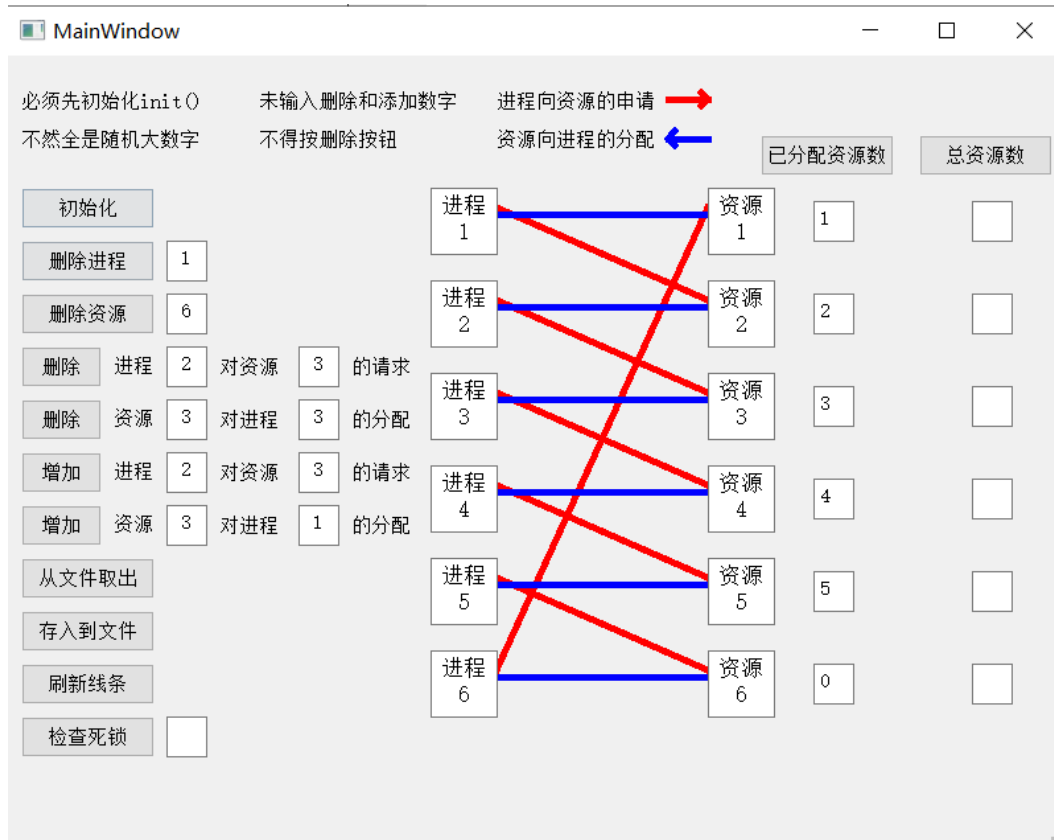 MainWindow
必须先初始化init() 未输入删除和添加数字 进程向资源的申请
不然全是随机大数字 不得按删除按钮 资源向进程的分配
已分配资源数 总资源数
初始化 进程 1 资源 1 1
删除进程 1
删除资源 6 进程 2 资源 2 2
删除 进程 2 对资源 3 的请求
删除 资源 3 对进程 3 的分配 进程 3 资源 3 3
增加 进程 2 对资源 3 的请求
增加 资源 3 对进程 1 的分配 进程 4 资源 4 4
从文件取出 进程 5 资源 5 5
存入到文件
刷新线条 进程 6 资源 6 0
检查死锁